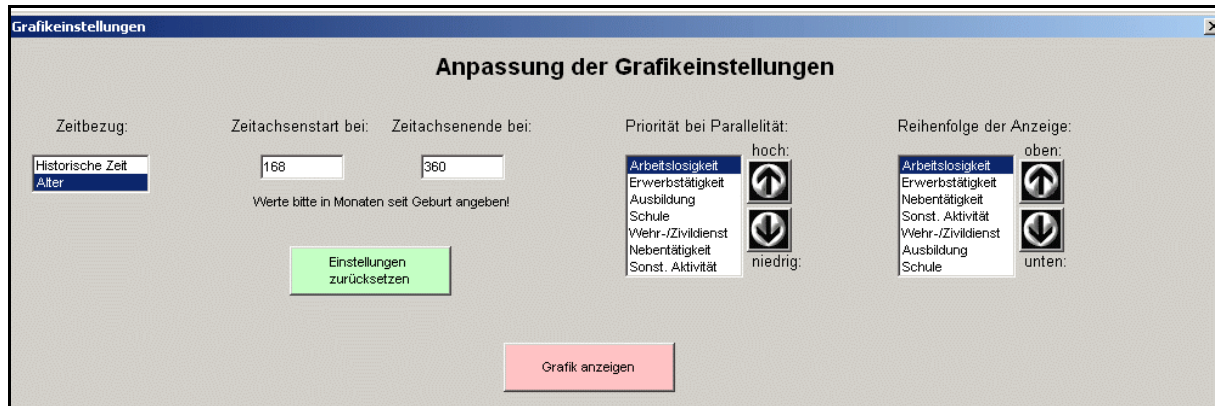 Grafikeinstellungen
Anpassung der Grafikeinstellungen
Zeitbezug:
Historische Zeit
Alter
Zeitachsenstart bei:
168
Zeitachsenende bei:
360
Werte bitte in Monaten seit Geburt angeben!
Einstellungen
zurücksetzen
Priorität bei Parallelität:
hoch:
Arbeitslosigkeit
Erwerbstätigkeit
Ausbildung
Schule
Wehr-/Zivildienst
Nebentätigkeit
Sonst. Aktivität
niedrig:
Reihenfolge der Anzeige:
oben:
Arbeitslosigkeit
Erwerbstätigkeit
Nebentätigkeit
Sonst. Aktivität
Wehr-/Zivildienst
Ausbildung
Schule
unten:
Grafik anzeigen